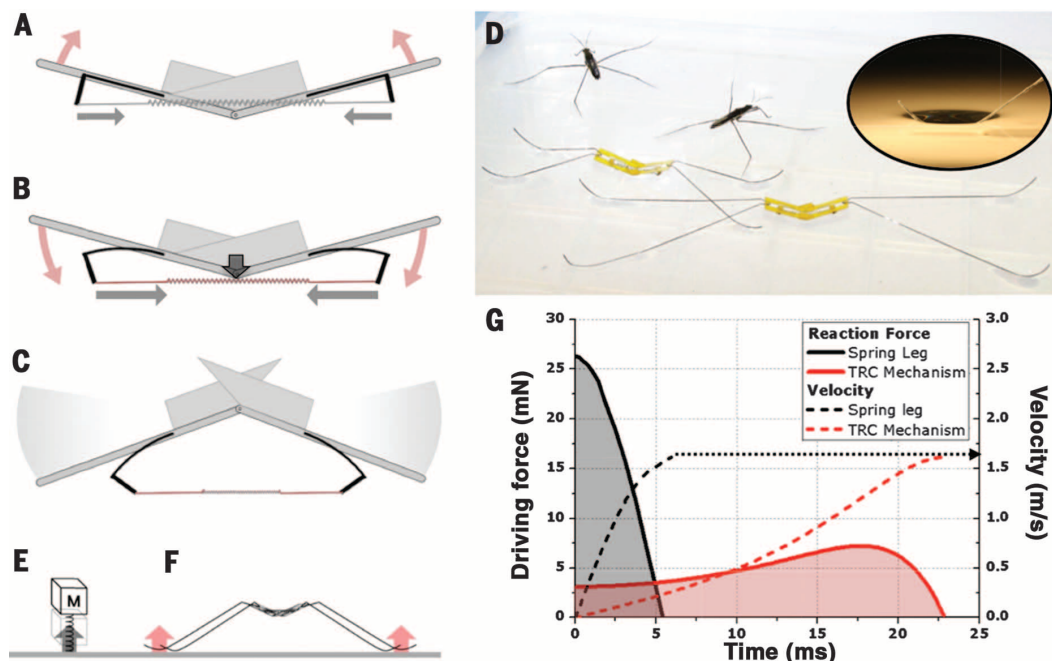 A
B
C
D
E
M
F
G
30
25
20
15
10
5
0
Driving force (mN)
Reaction Force
Spring Leg
TRC Mechanism
Velocity
Spring leg
TRC Mechanism
3.0
2.5
2.0
1.5
1.0
0.5
0.0
Velocity (m/s)
0
5
10
15
20
25
Time (ms)